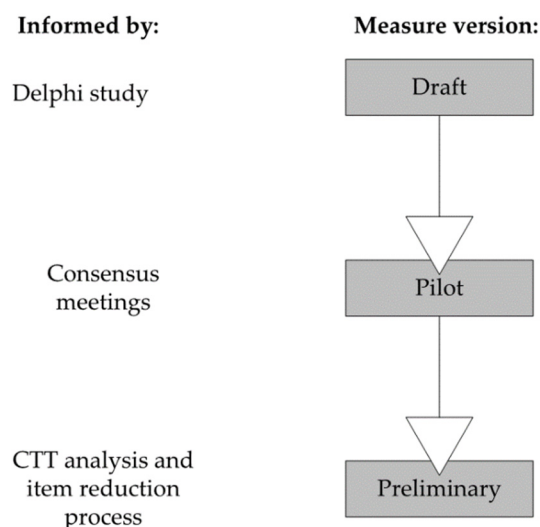 Informed by:
Measure version:
Delphi study
Draft
Consensus
meetings
Pilot
CTT analysis and
item reduction
process
Preliminary